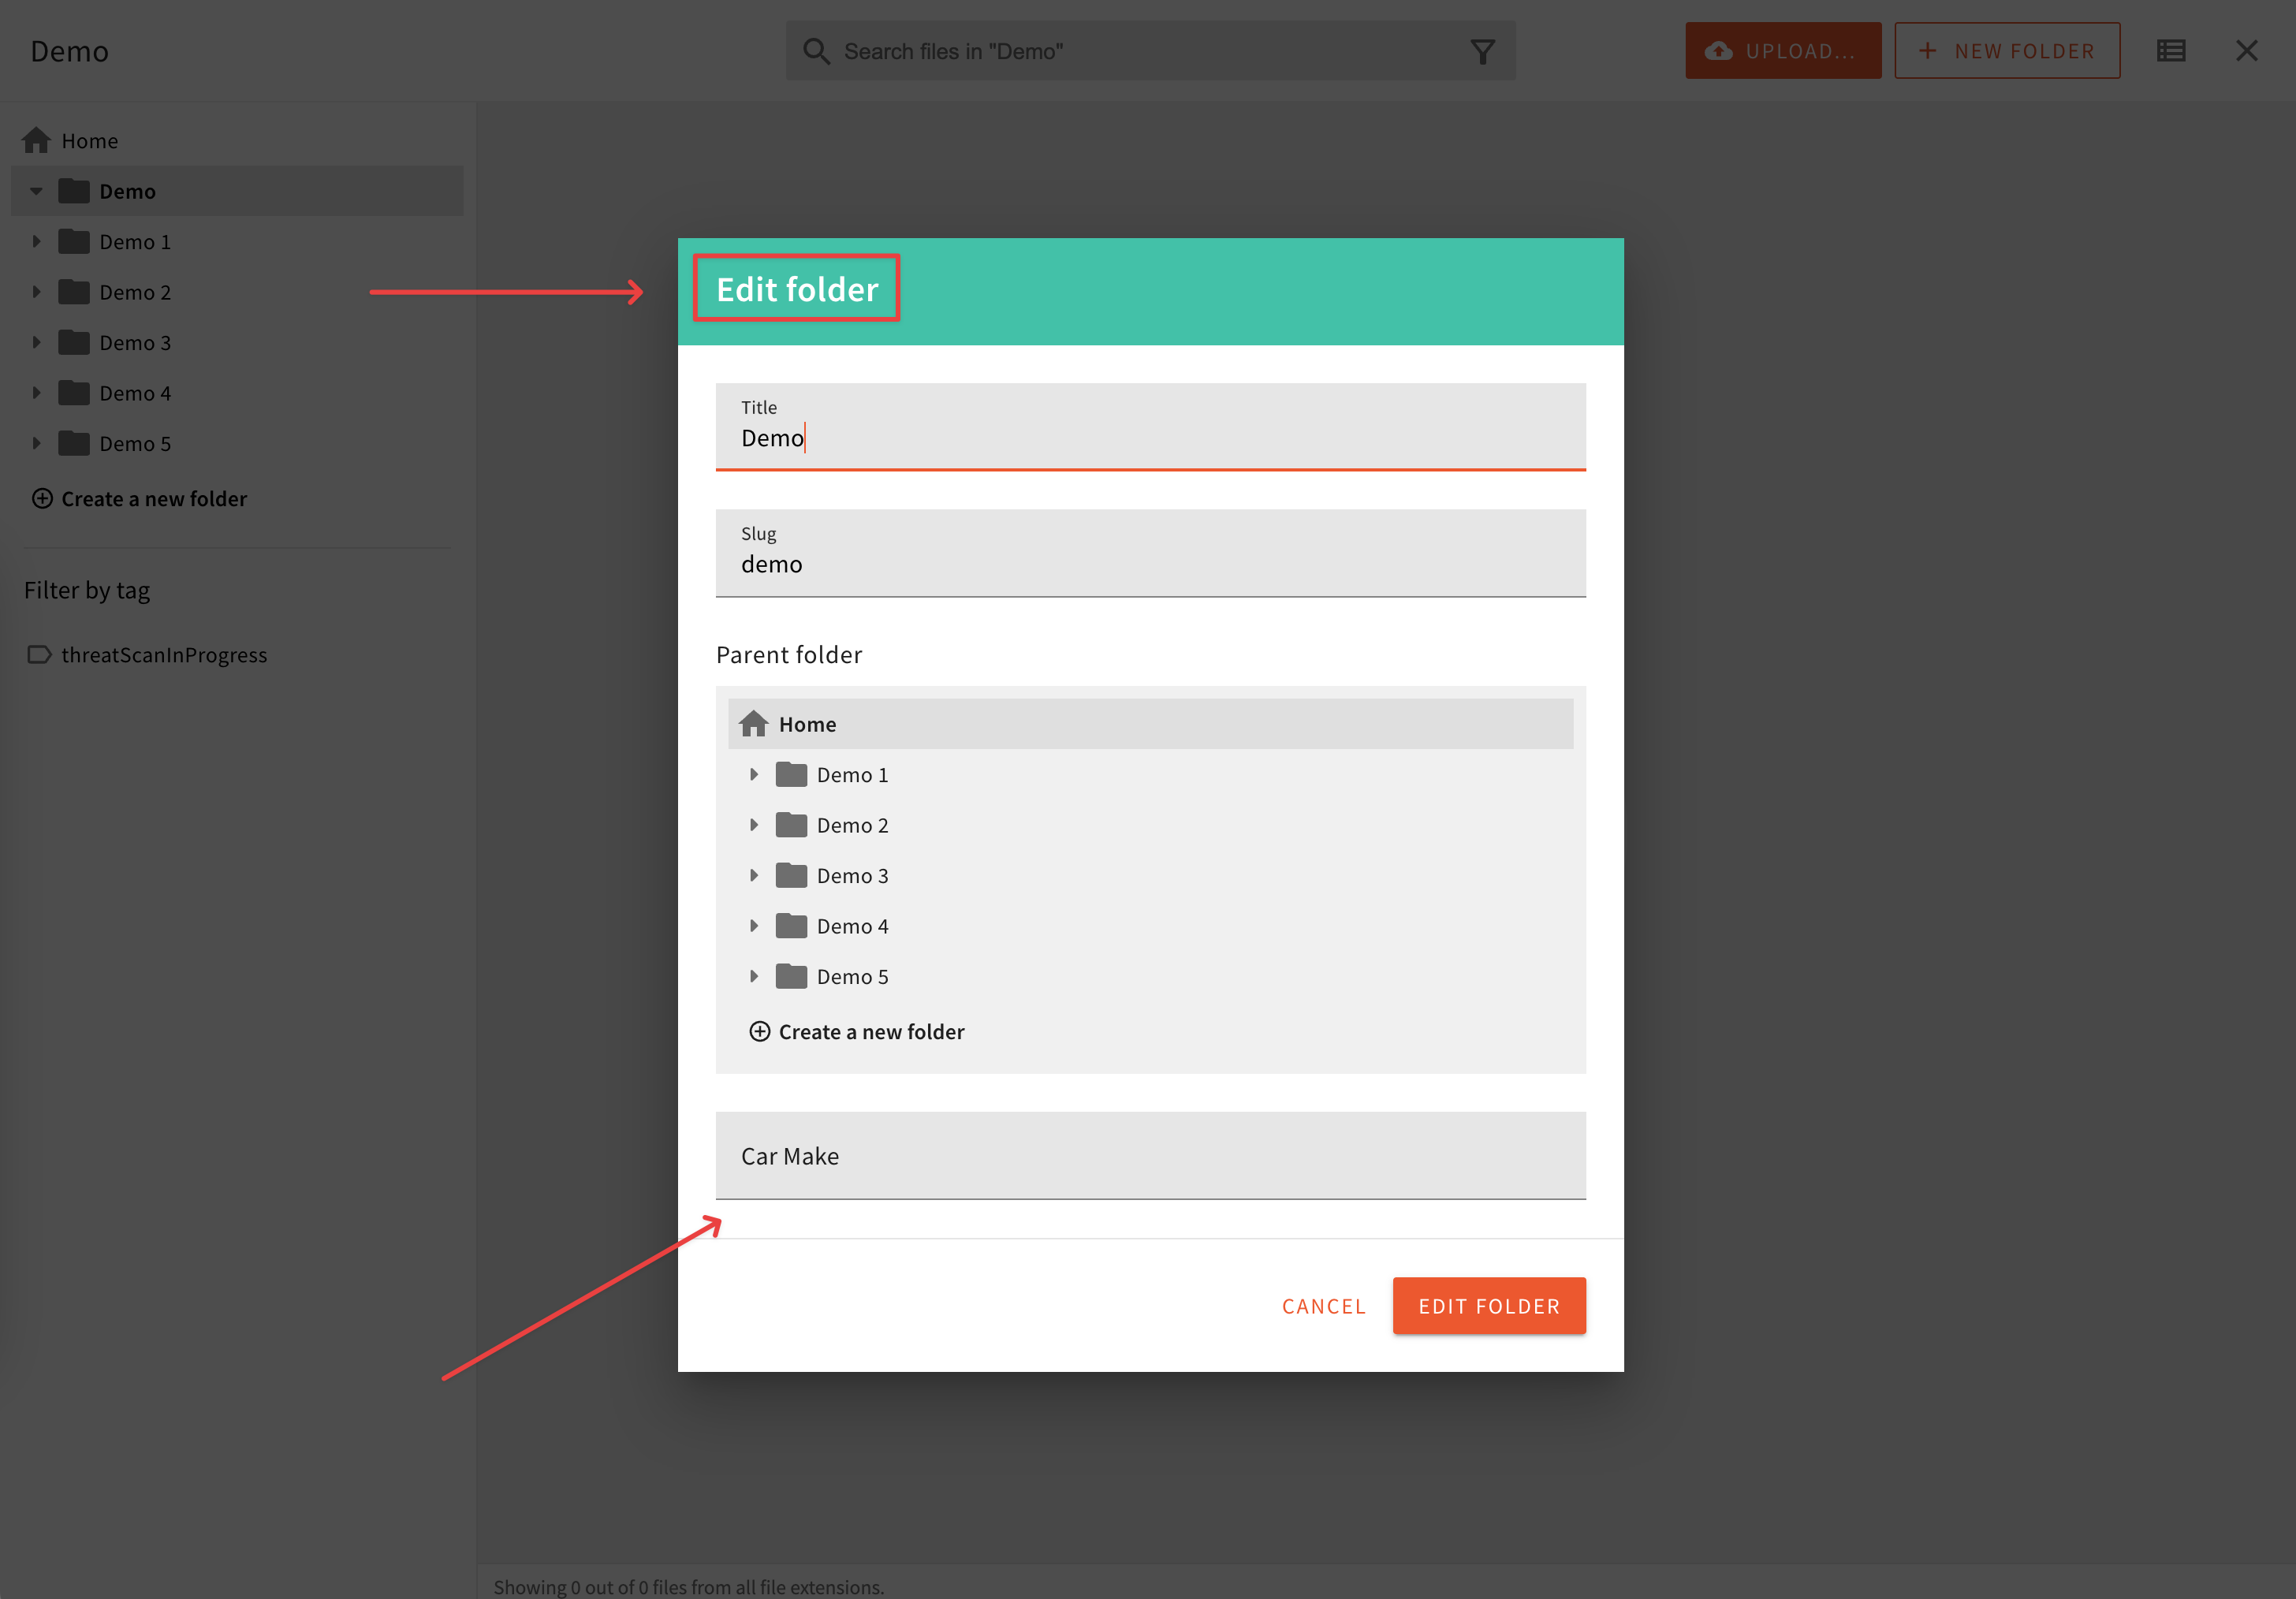 Demo
Search files in "Demo"
UPLOAD...
NEW FOLDER
Home
Demo
Demo 1
Demo 2
Demo 3
Demo 4
Demo 5
Create a new folder
Filter by tag
threatScanInProgress
Edit folder
Title
Demo
Slug
demo
Parent folder
Home
Demo 1
Demo 2
Demo 3
Demo 4
Demo 5
Create a new folder
Car Make
CANCEL
EDIT FOLDER
Showing 0 out of 0 files from all file extensions.